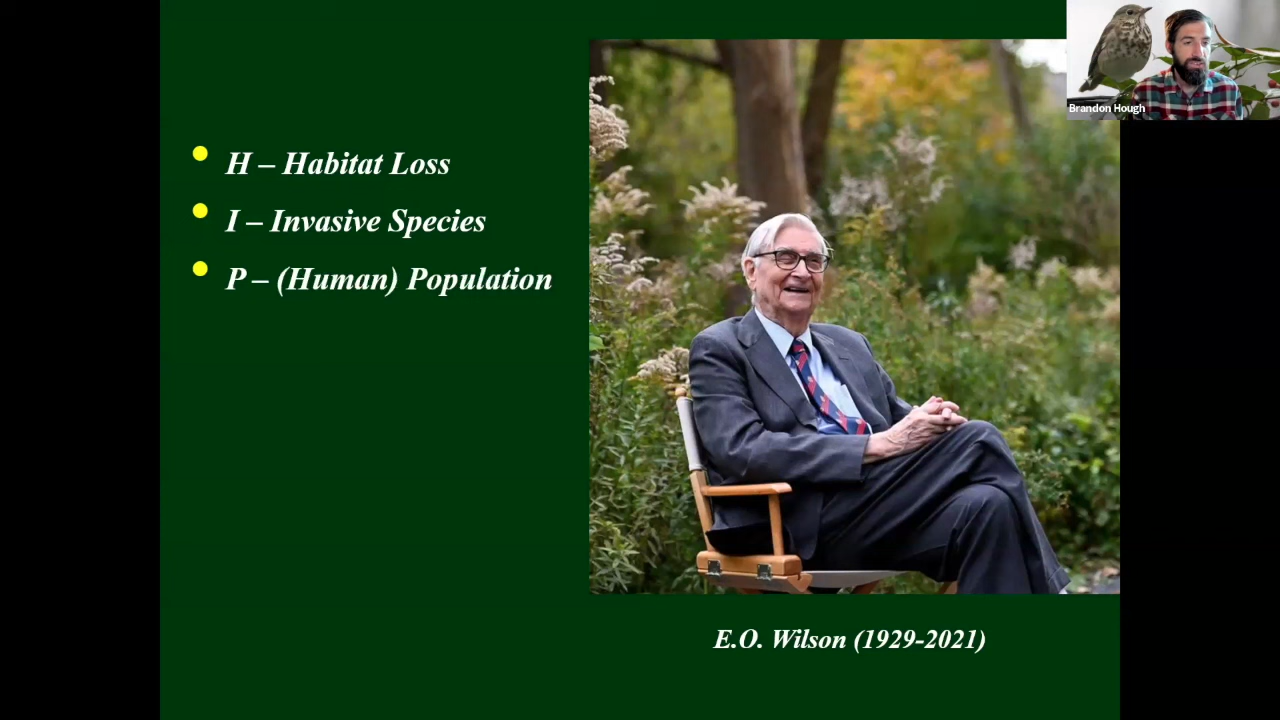 H – Habitat Loss
I – Invasive Species
P – (Human) Population
E.O. Wilson (1929-2021)
Brandon Hough